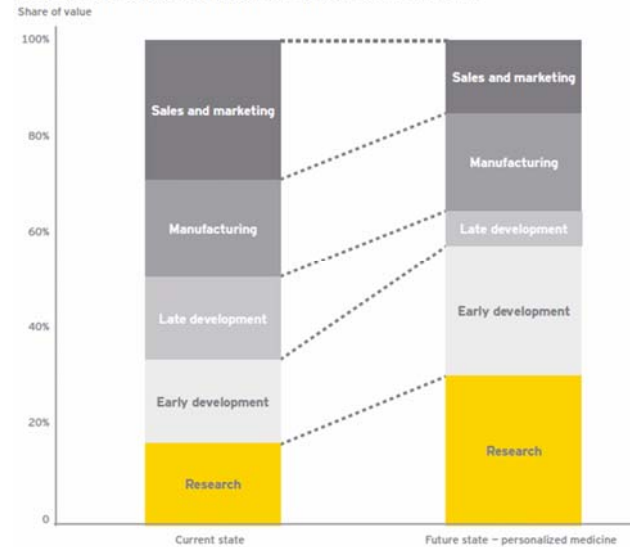 Share of value
100%
Sales and marketing
Sales and marketing
80%
Manufacturing
Manufacturing
60%
Late development
Late development
40%
Early development
Early development
20%
Research
Research
0
Current state
Future state – personalized medicine